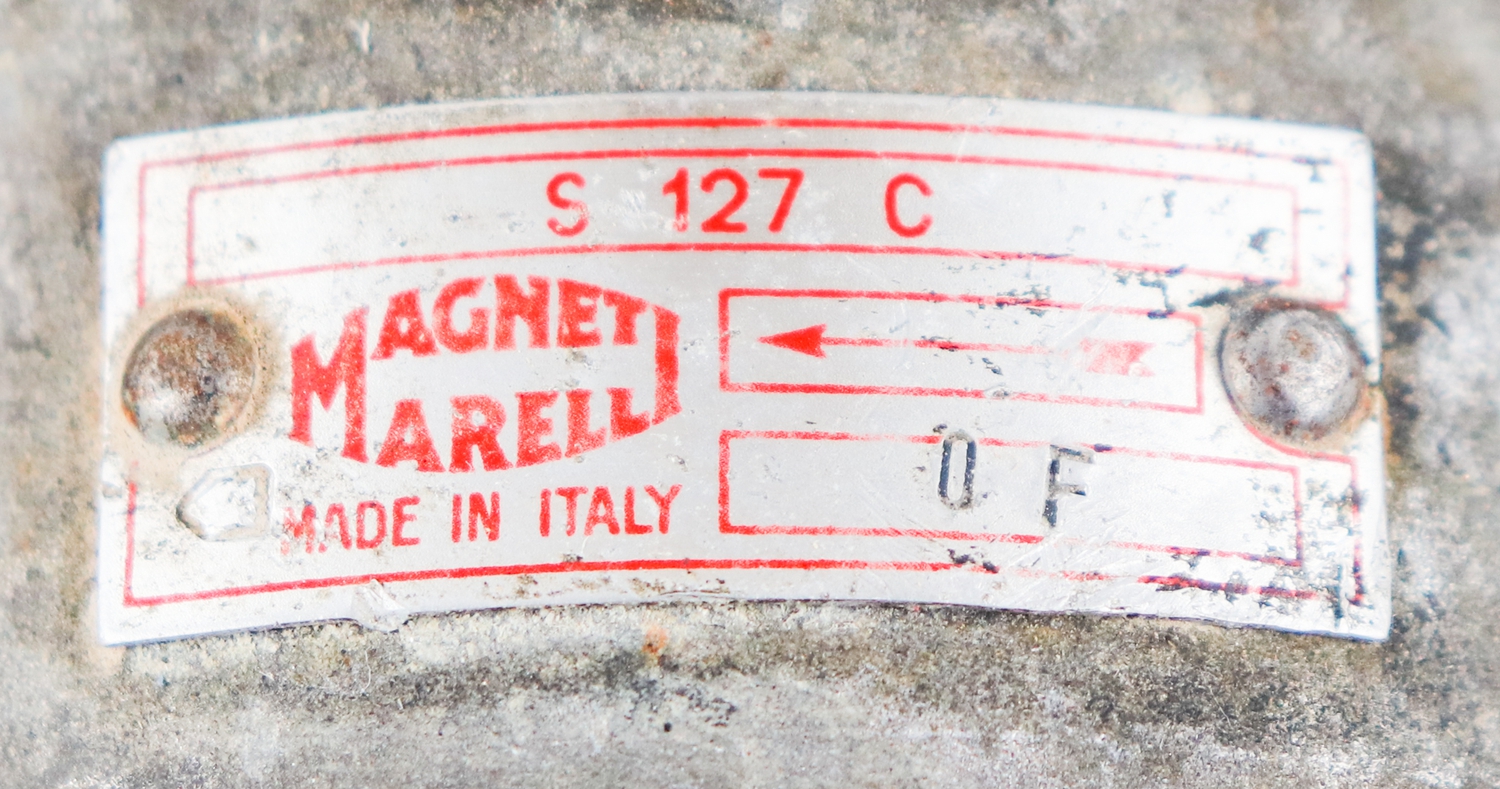 S 127 C
MAGNETI
MARELLI
MADE IN ITALY
0 F